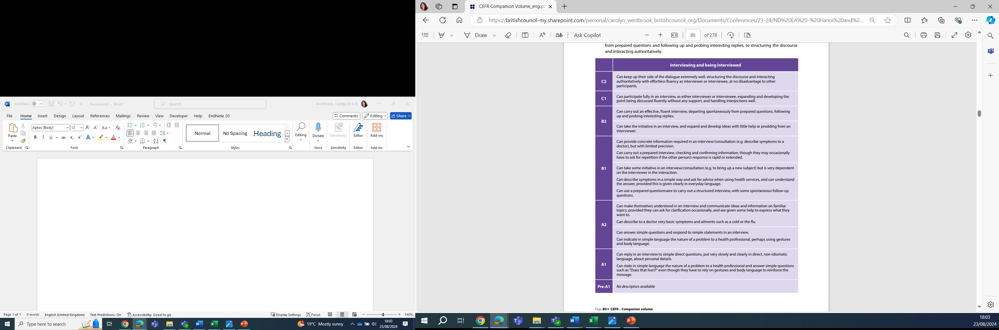 AutoSave Off Document3 - Word Search Westbrook, Carolyn (E & E)
File Home Insert Design Layout References Mailings Review View Developer Help EndNote 20 Comments Editing Share
Aptos (Body) 12
Paste
Normal No Spacing Heading
Editing Dictate Sensitivity Editor Add-ins
Clipboard Font Paragraph Styles Voice Sensitivity Editor Add-ins
Page 1 of 1 0 words English (United Kingdom) Text Predictions: On Accessibility: Good to go Display Settings Focus 140%
Type here to search 19°C Mostly sunny 18:03
23/08/2024
CEFR Companion Volume_eng.p
https://britishcouncil-my.sharepoint.com/personal/carolyn_westbrook_britishcouncil_org/Documents/Conferences/23-24/ND%20EA%20-%20Hanoi%20and%2...
Draw Ask Copilot 80 of 278
from prepared questions and following up and probing interesting replies, to structuring the discourse
and interacting authoritatively.
Interviewing and being interviewed
C2
Can keep up their side of the dialogue extremely well, structuring the discourse and interacting
authoritatively with effortless fluency as interviewer or interviewee, at no disadvantage to other
participants.
C1
Can participate fully in an interview, as either interviewer or interviewee, expanding and developing the
point being discussed fluently without any support, and handling interjections well.
B2
Can carry out an effective, fluent interview, departing spontaneously from prepared questions, following
up and probing interesting replies.
Can take the initiative in an interview, and expand and develop ideas with little help or prodding from an
interviewer.
B1
Can provide concrete information required in an interview/consultation (e.g. describe symptoms to a
doctor), but with limited precision.
Can carry out a prepared interview, checking and confirming information, though they may occasionally
have to ask for repetition if the other person's response is rapid or extended.
Can take some initiative in an interview/consultation (e.g. to bring up a new subject) but is very dependent
on the interviewer in the interaction.
Can describe symptoms in a simple way and ask for advice when using health services, and can understand
the answer, provided this is given clearly in everyday language.
Can use a prepared questionnaire to carry out a structured interview, with some spontaneous follow-up
questions.
A2
Can make themselves understood in an interview and communicate ideas and information on familiar
topics, provided they can ask for clarification occasionally, and are given some help to express what they
want to.
Can describe to a doctor very basic symptoms and ailments such as a cold or the flu.
Can answer simple questions and respond to simple statements in an interview.
Can indicate in simple language the nature of a problem to a health professional, perhaps using gestures
and body language.
A1
Can reply in an interview to simple direct questions, put very slowly and clearly in direct, non-idiomatic
language, about personal details.
Can state in simple language the nature of a problem to a health professional and answer simple questions
such as "Does that hurt?" even though they have to rely on gestures and body language to reinforce the
message.
Pre-A1
No descriptors available
Page 80 ▸ CEFR – Companion volume
18:03
23/08/2024